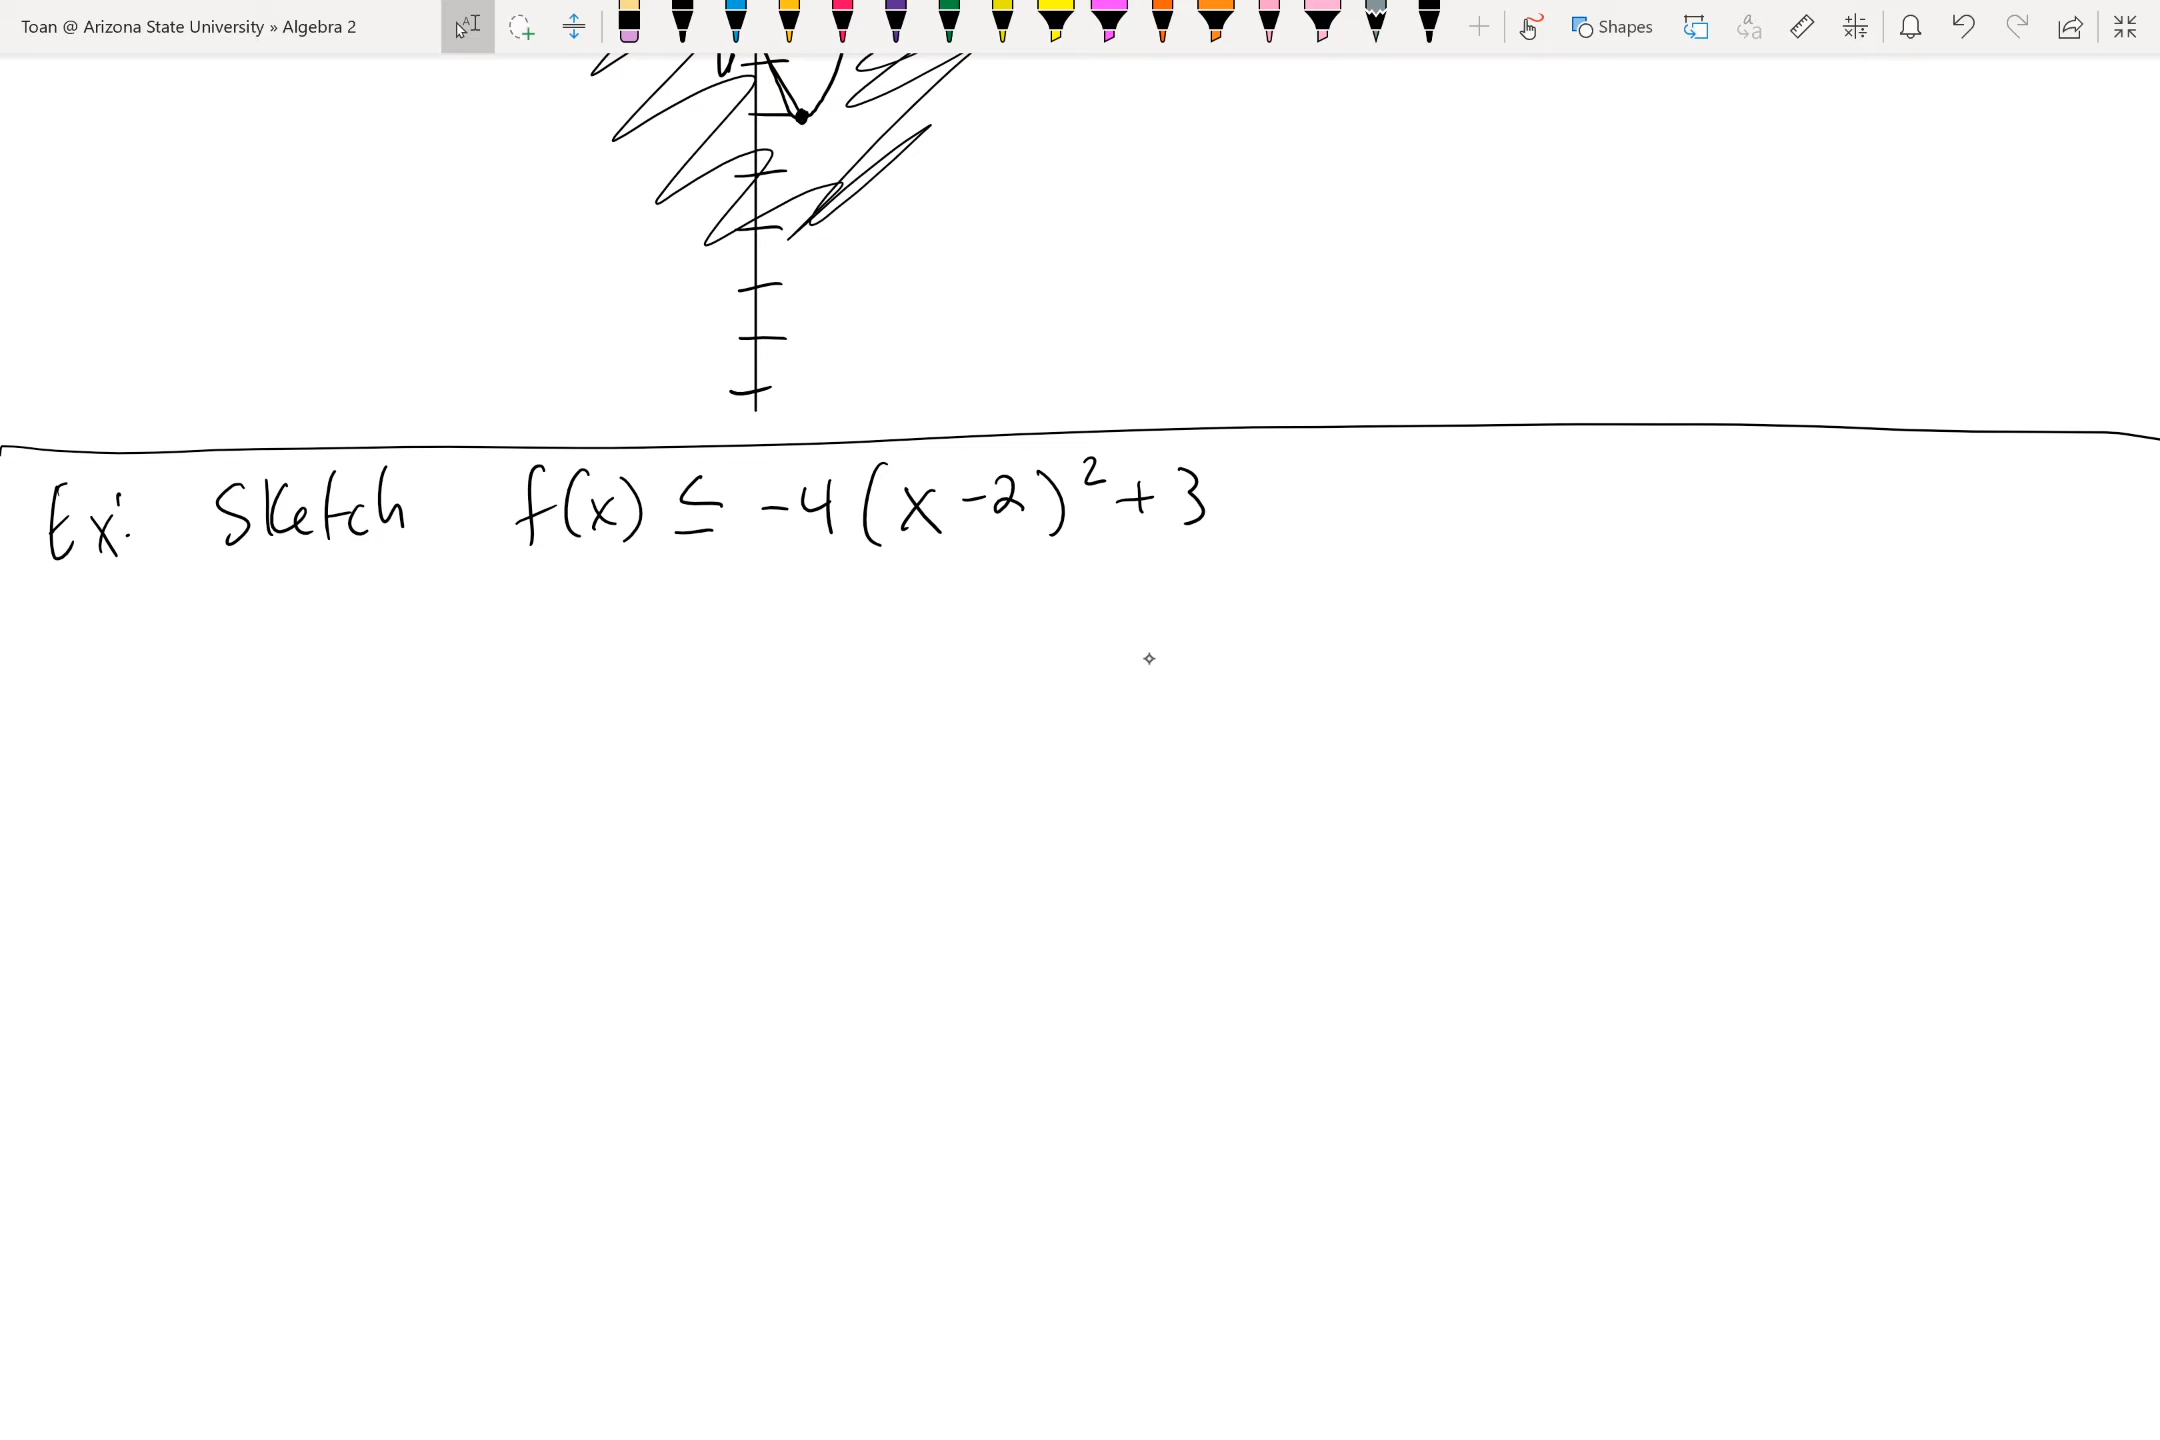 Toan @ Arizona State University » Algebra 2
Shapes
Ex: Sketch f(x) ≤ -4(x-2)² + 3